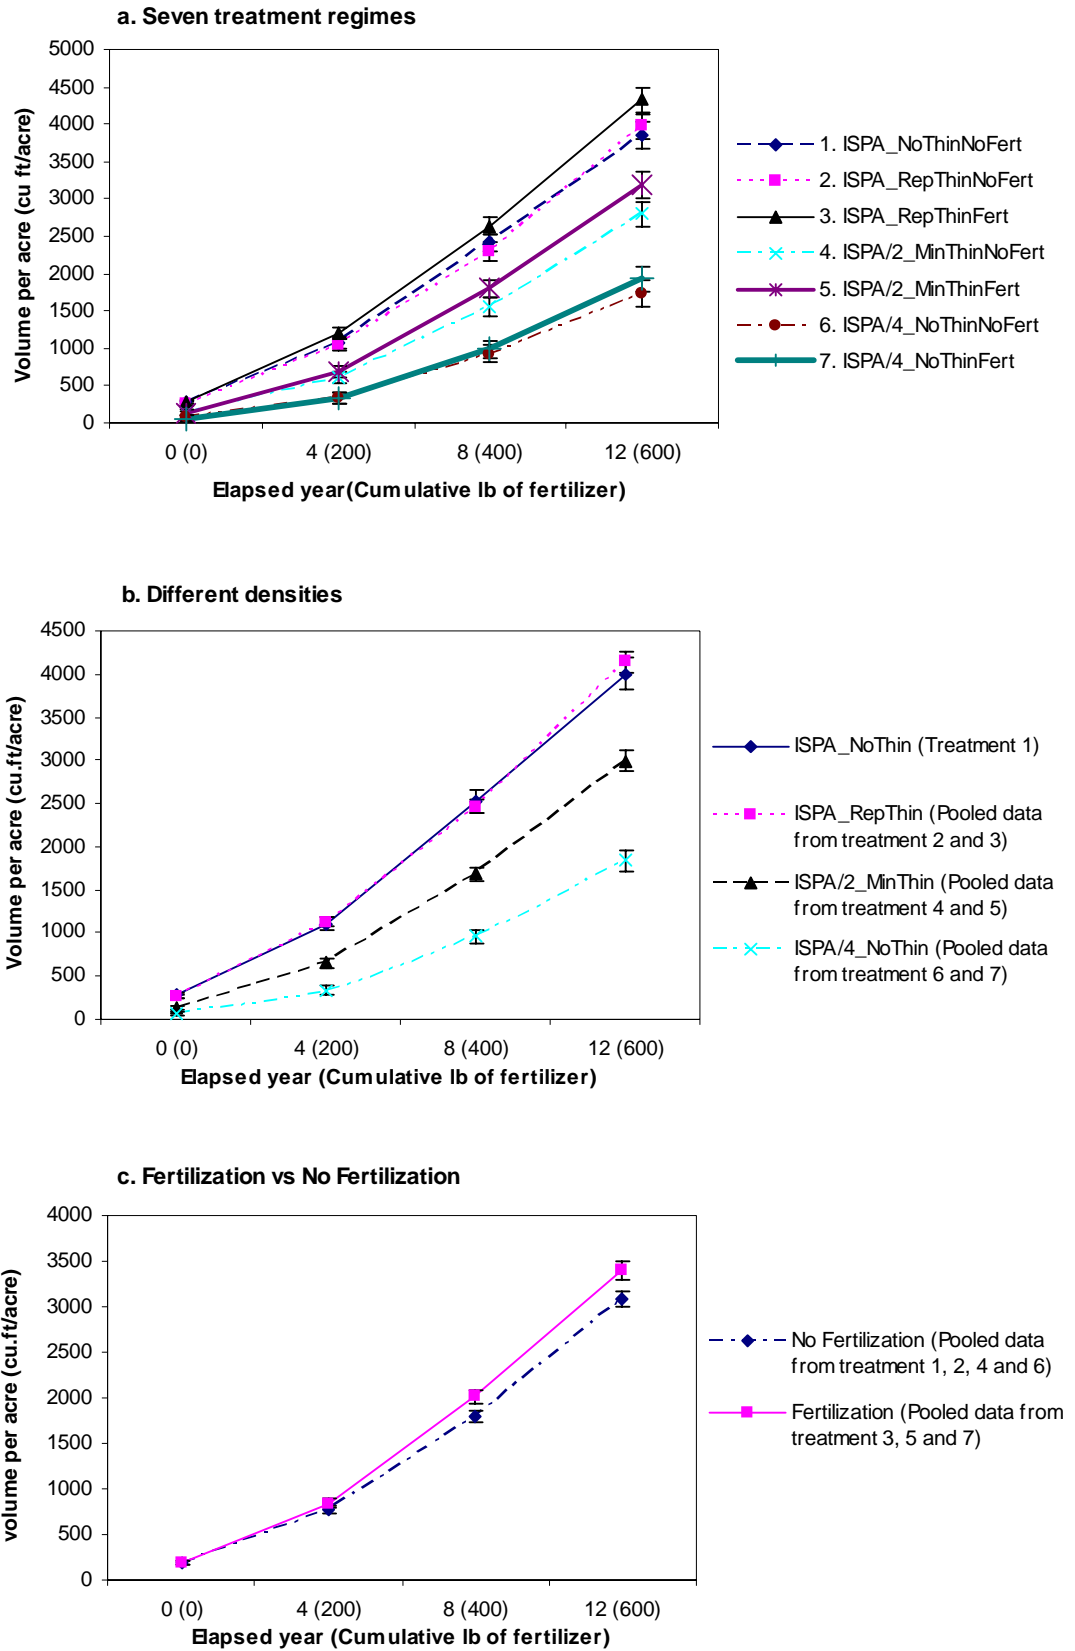 a. Seven treatment regimes
Volume per acre (cu ft/acre)
5000
4500
4000
3500
3000
2500
2000
1500
1000
500
0
0 (0) 4 (200) 8 (400) 12 (600)
Elapsed year(Cumulative lb of fertilizer)
1. ISPA_NoThinNoFert
2. ISPA_RepThinNoFert
3. ISPA_RepThinFert
4. ISPA/2_MinThinNoFert
5. ISPA/2_MinThinFert
6. ISPA/4_NoThinNoFert
7. ISPA/4_NoThinFert
b. Different densities
Volume per acre (cu.ft/acre)
4500
4000
3500
3000
2500
2000
1500
1000
500
0
0 (0) 4 (200) 8 (400) 12 (600)
Elapsed year (Cumulative lb of fertilizer)
ISPA_NoThin (Treatment 1)
ISPA_RepThin (Pooled data
from treatment 2 and 3)
ISPA/2_MinThin (Pooled data
from treatment 4 and 5)
ISPA/4_NoThin (Pooled data
from treatment 6 and 7)
c. Fertilization vs No Fertilization
volume per acre (cu.ft/acre)
4000
3500
3000
2500
2000
1500
1000
500
0
0 (0) 4 (200) 8 (400) 12 (600)
Elapsed year (Cumulative lb of fertilizer)
No Fertilization (Pooled data
from treatment 1, 2, 4 and 6)
Fertilization (Pooled data from
treatment 3, 5 and 7)